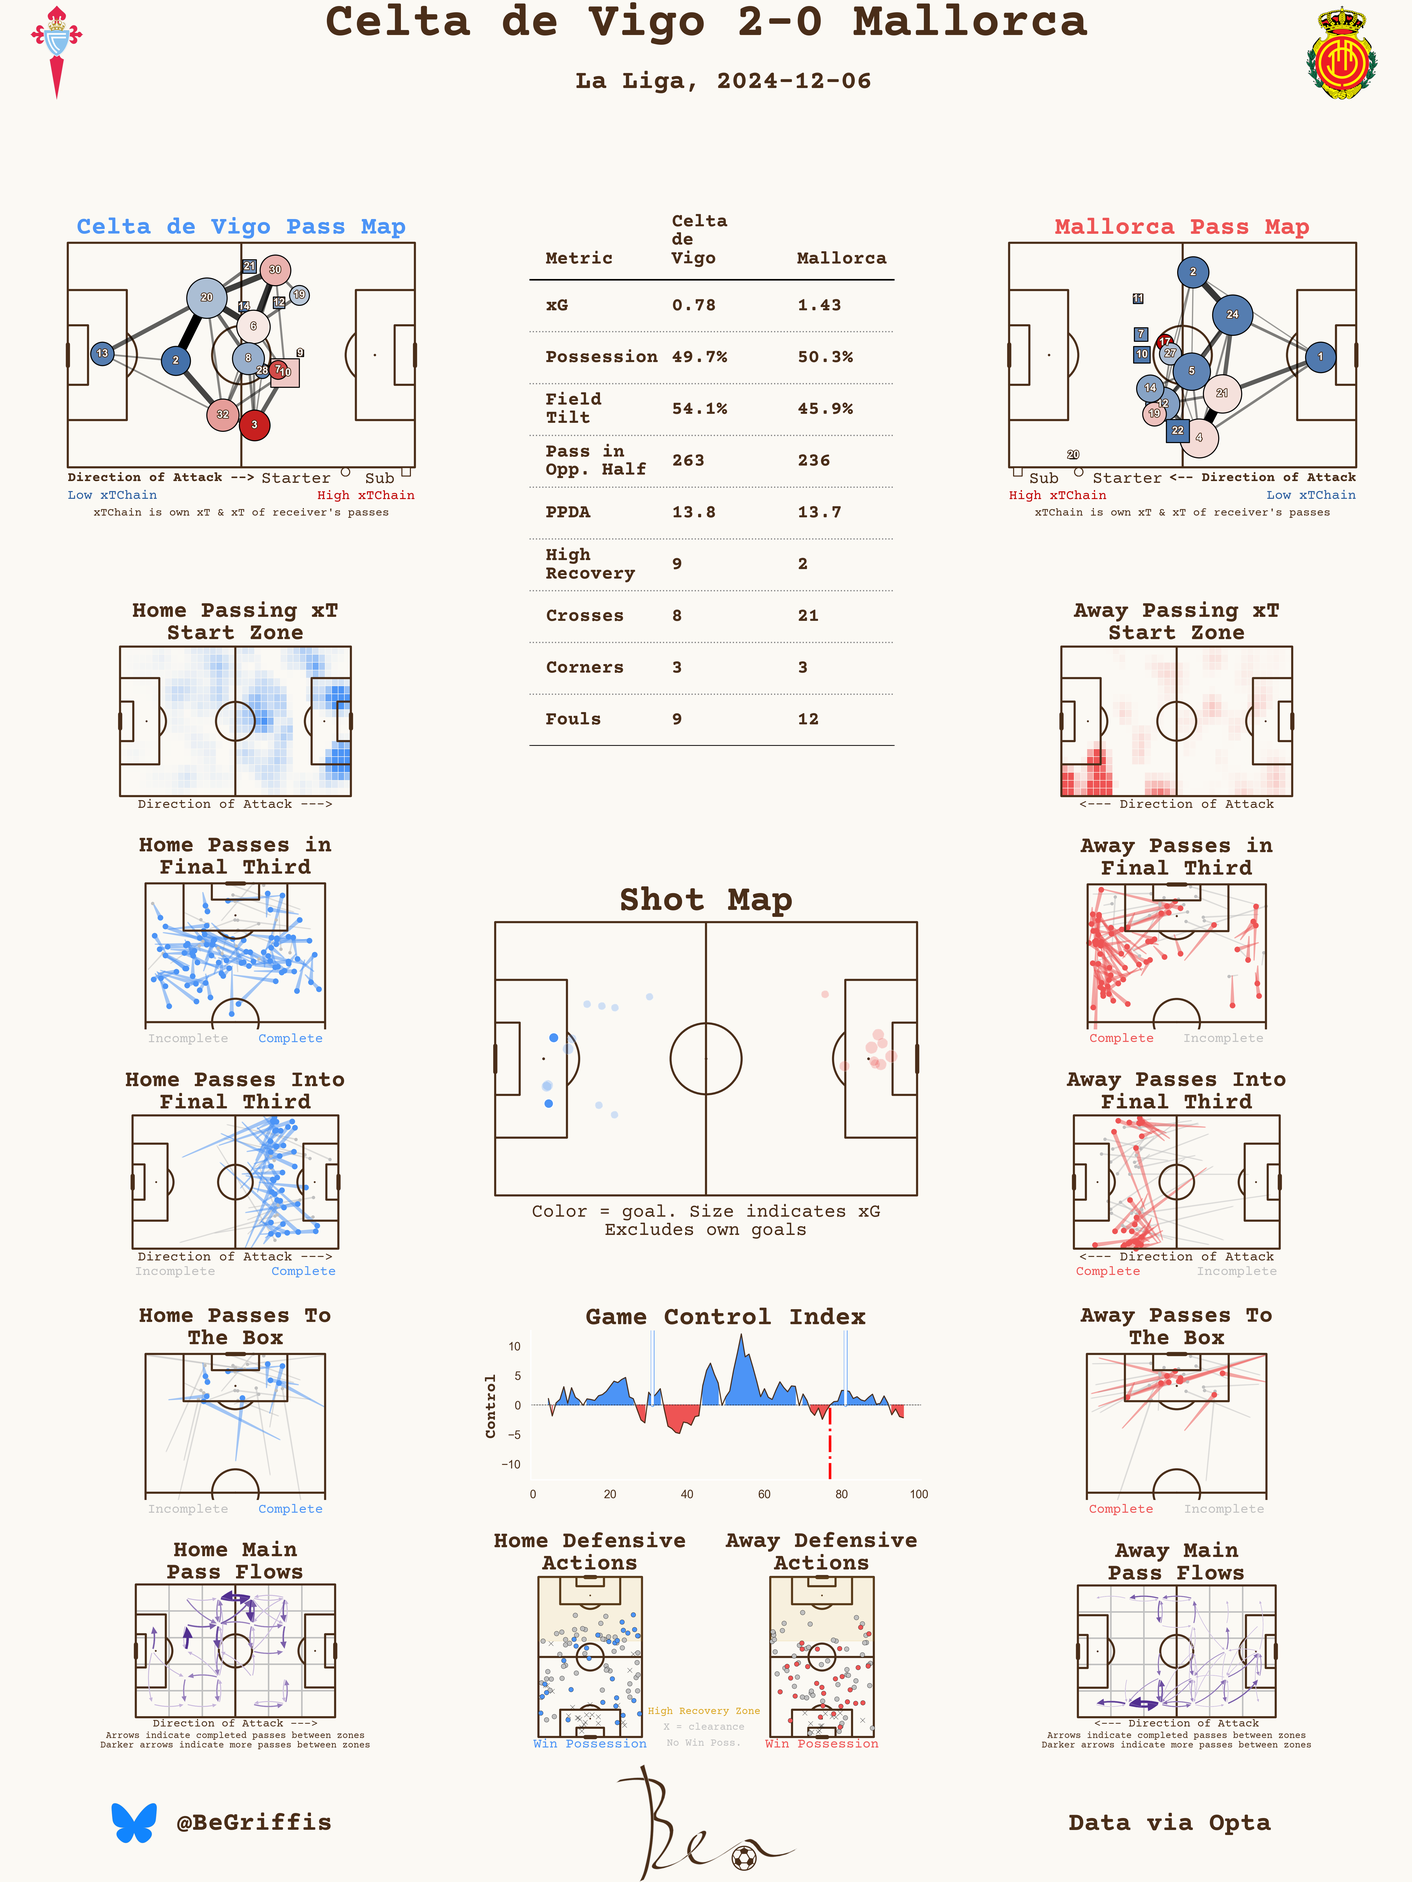 Celta de Vigo 2-0 Mallorca
La Liga, 2024-12-06
Celta de Vigo Pass Map
21
30
20
14
12
19
6
13
2
8
9
28
7
10
32
3
Direction of Attack --> Starter Sub
Low xTChain High xTChain
xTChain is own xT & xT of receiver's passes
Metric Celta de Vigo Mallorca
xG 0.78 1.43
Possession 49.7% 50.3%
Field Tilt 54.1% 45.9%
Pass in Opp. Half 263 236
PPDA 13.8 13.7
High Recovery 9 2
Crosses 8 21
Corners 3 3
Fouls 9 12
Mallorca Pass Map
2
11
24
7
17
10
27
1
5
14
21
12
19
22
4
20
Sub Starter <-- Direction of Attack
High xTChain Low xTChain
xTChain is own xT & xT of receiver's passes
Home Passing xT
Start Zone
Direction of Attack --->
Away Passing xT
Start Zone
<--- Direction of Attack
Home Passes in
Final Third
Incomplete Complete
Away Passes in
Final Third
Complete Incomplete
Shot Map
Color = goal. Size indicates xG
Excludes own goals
Home Passes Into
Final Third
Direction of Attack --->
Incomplete Complete
Away Passes Into
Final Third
<--- Direction of Attack
Complete Incomplete
Home Passes To
The Box
Incomplete Complete
Game Control Index
Control
10
5
0
−5
−10
0 20 40 60 80 100
Away Passes To
The Box
Complete Incomplete
Home Main
Pass Flows
Direction of Attack --->
Arrows indicate completed passes between zones
Darker arrows indicate more passes between zones
Home Defensive
Actions
Win Possession
High Recovery Zone
X = clearance
No Win Poss.
Away Defensive
Actions
Win Possession
Away Main
Pass Flows
<--- Direction of Attack
Arrows indicate completed passes between zones
Darker arrows indicate more passes between zones
@BeGriffis
Ben
Data via Opta